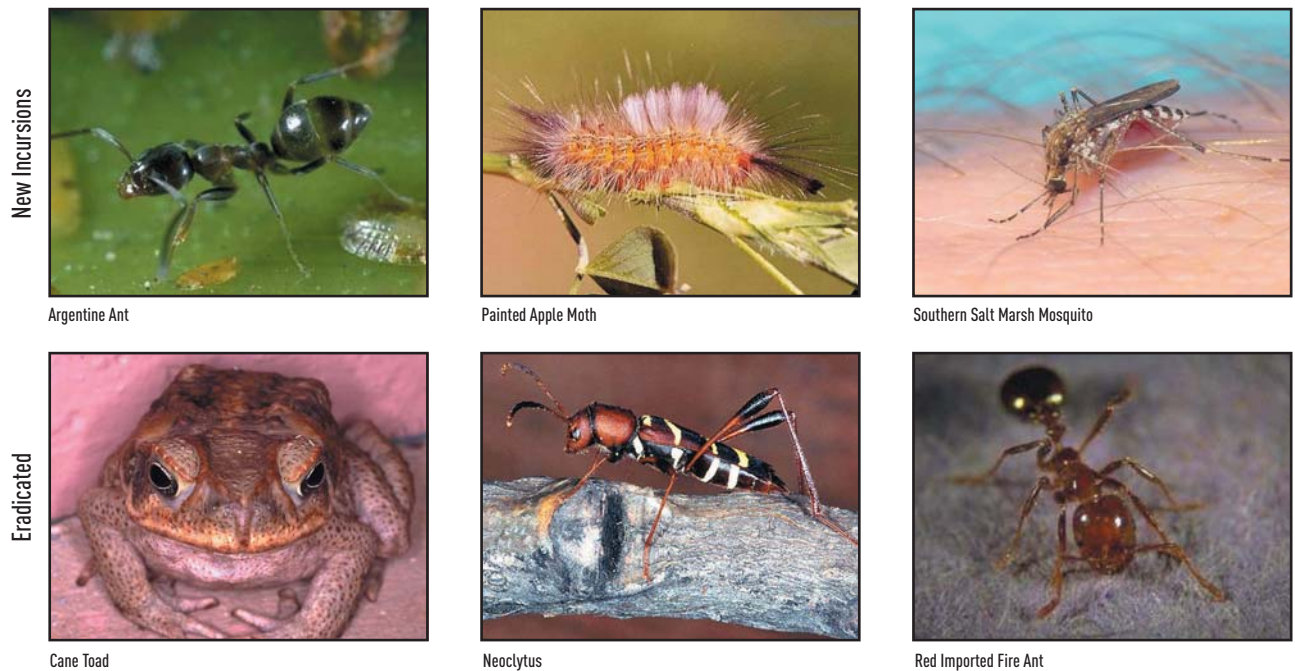 New Incursions
Argentine Ant
Painted Apple Moth
Southern Salt Marsh Mosquito
Eradicated
Cane Toad
Neoclytus
Red Imported Fire Ant